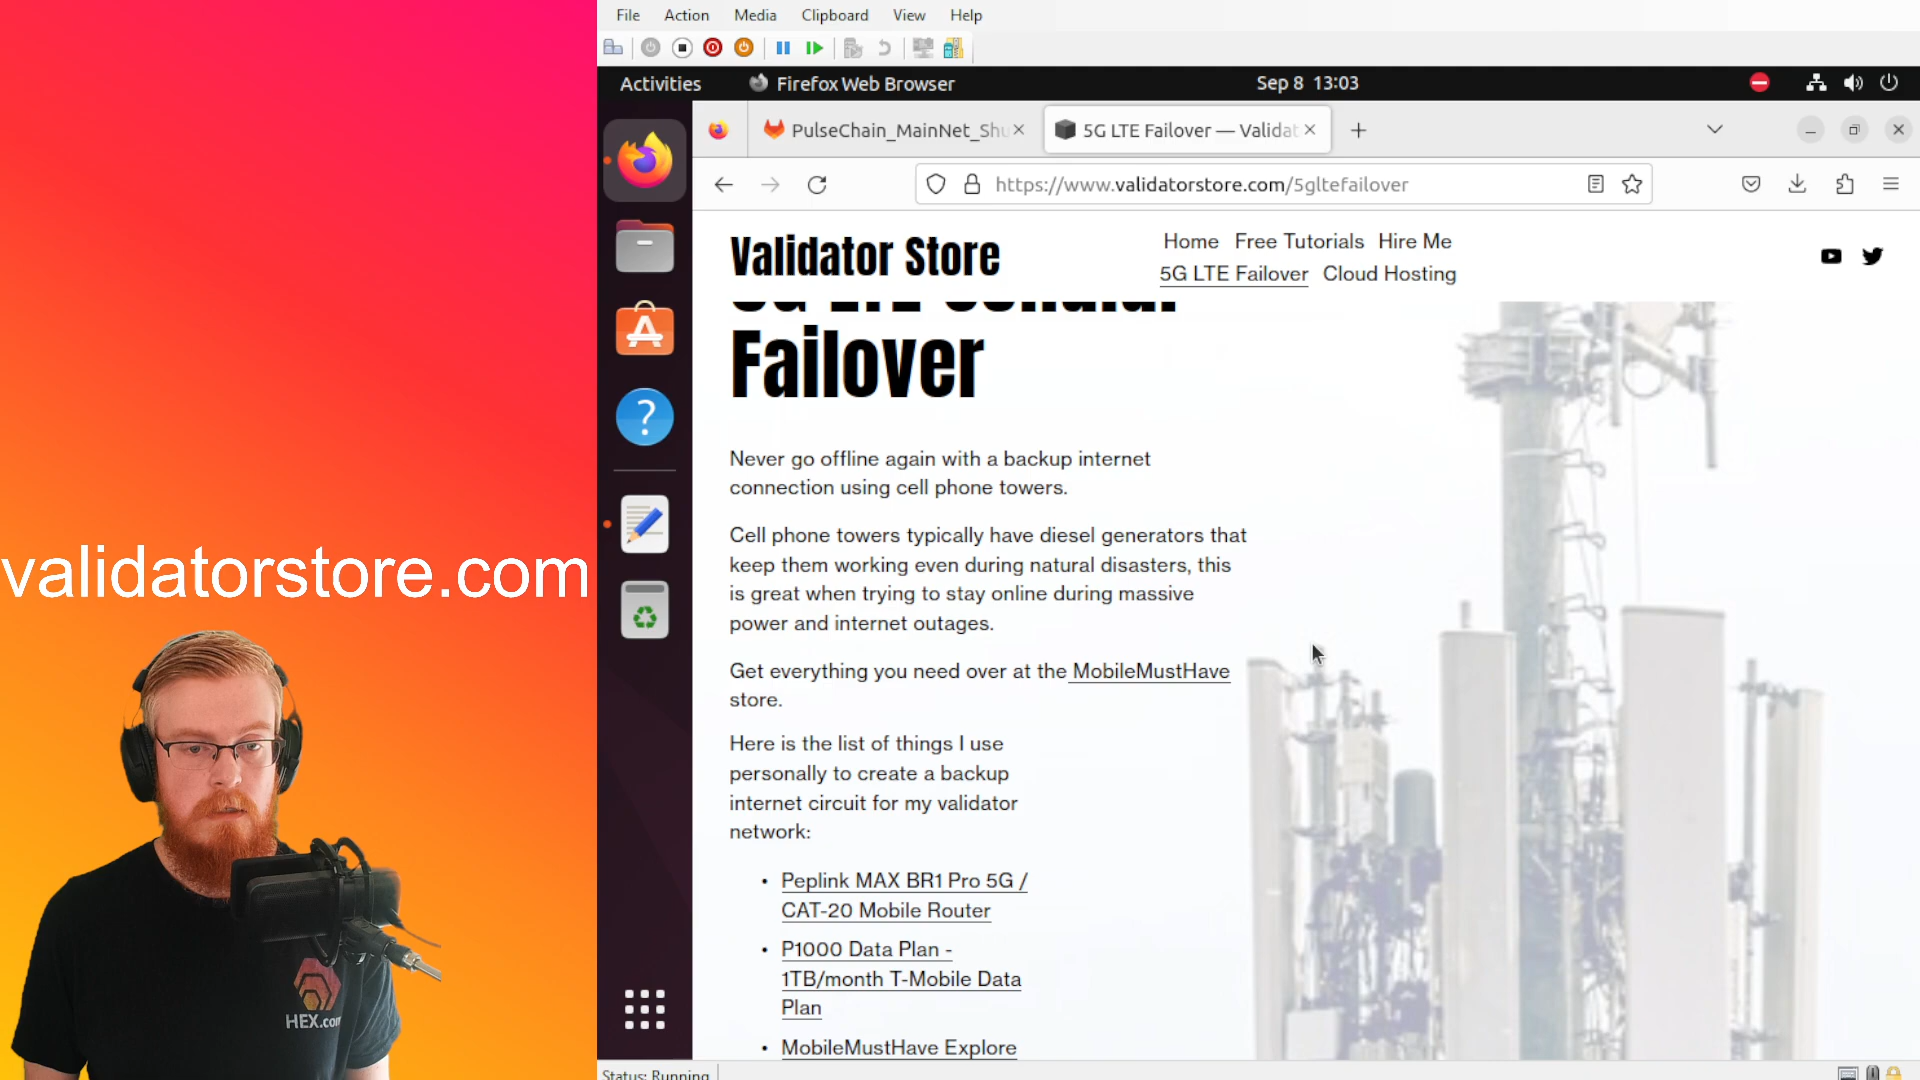 File Action Media Clipboard View Help
Activities Firefox Web Browser Sep 8 13:03
PulseChain_MainNet_Shu 5G LTE Failover — Validat
https://www.validatorstore.com/5gltefailover
Validator Store
Home Free Tutorials Hire Me
5G LTE Failover Cloud Hosting
Failover
Never go offline again with a backup internet
connection using cell phone towers.
Cell phone towers typically have diesel generators that
keep them working even during natural disasters, this
is great when trying to stay online during massive
power and internet outages.
Get everything you need over at the MobileMustHave
store.
Here is the list of things I use
personally to create a backup
internet circuit for my validator
network:
• Peplink MAX BR1 Pro 5G /
CAT-20 Mobile Router
• P1000 Data Plan -
1TB/month T-Mobile Data
Plan
• MobileMustHave Explore
Status: Running
validatorstore.com
HEX.com